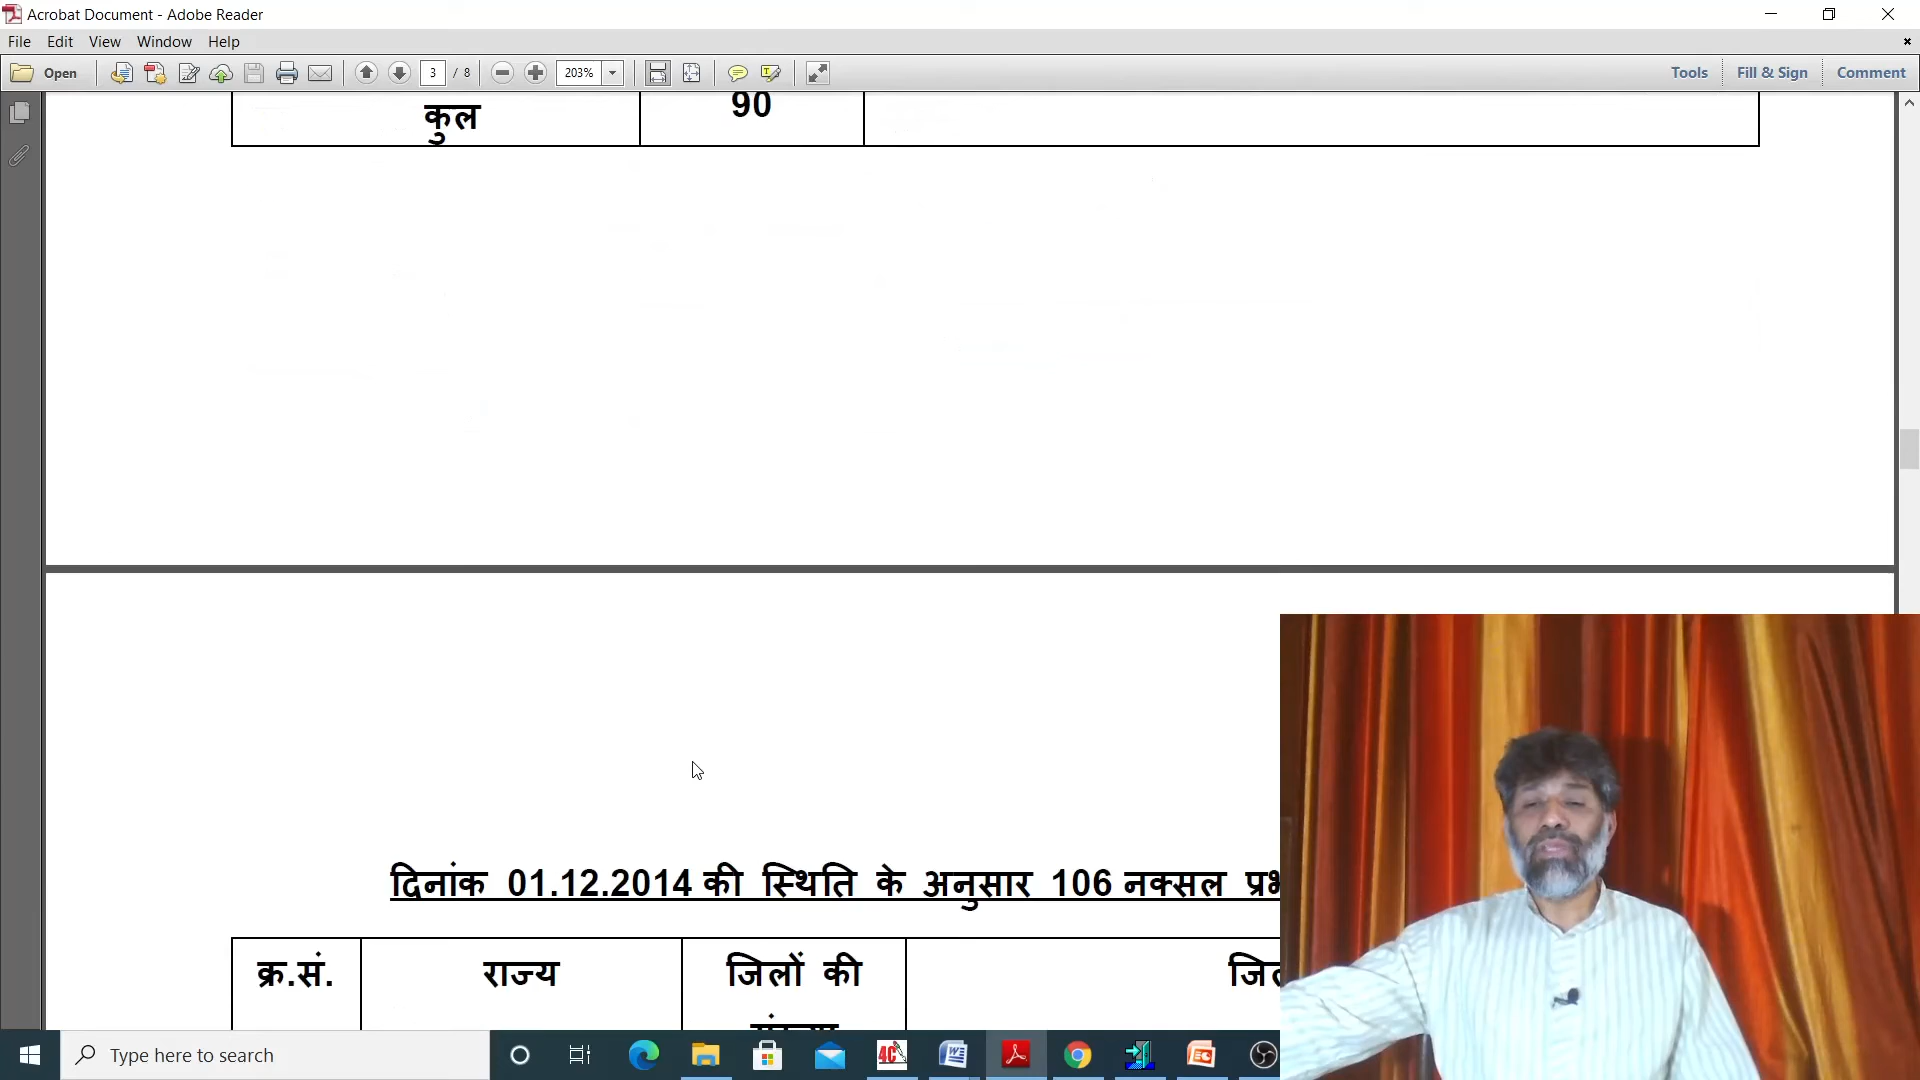 Acrobat Document - Adobe Reader
File Edit View Window Help
Open 3 / 8 203% Tools Fill & Sign Comment
कुल 90
दिनांक 01.12.2014 की स्थिति के अनुसार 106 नक्सल
क्र.सं. राज्य जिलों की
Type here to search